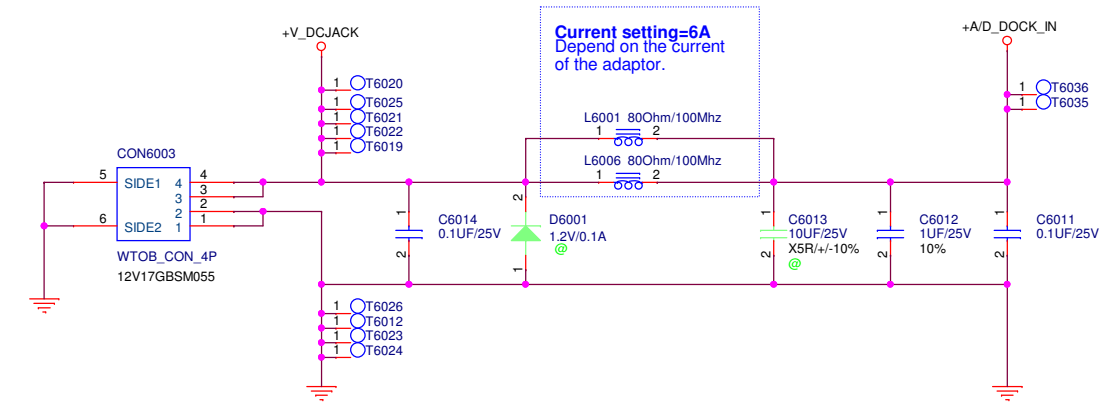 Current setting=6A
Depend on the current
of the adaptor.
+V_DCJACK
+A/D_DOCK_IN
1 T6020
1 T6025
1 T6021
1 T6022
1 T6019
1 T6036
1 T6035
L6001 80Ohm/100Mhz
1 2
L6006 80Ohm/100Mhz
1 2
CON6003
5 SIDE1 4 4
3 3
2 2
6 SIDE2 1 1
WTOB_CON_4P
12V17GBSM055
1
C6014
0.1UF/25V
2
2
D6001
1.2V/0.1A
@
1
1
C6013
10UF/25V
X5R/+/-10%
@
2
1
C6012
1UF/25V
10%
2
1
C6011
0.1UF/25V
2
1 T6026
1 T6012
1 T6023
1 T6024